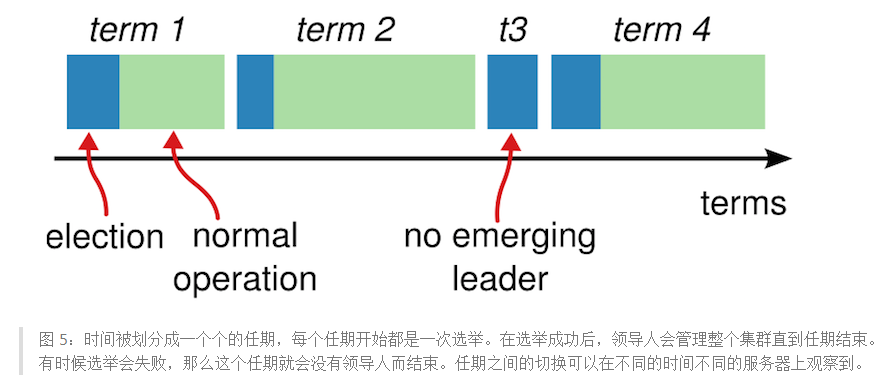 term 1 term 2 t3 term 4
terms
election normal operation no emerging leader
图 5：时间被划分成一个个的任期，每个任期开始都是一次选举。在选举成功后，领导人会管理整个集群直到任期结束。
有时候选举会失败，那么这个任期就会没有领导人而结束。任期之间的切换可以在不同的时间不同的服务器上观察到。